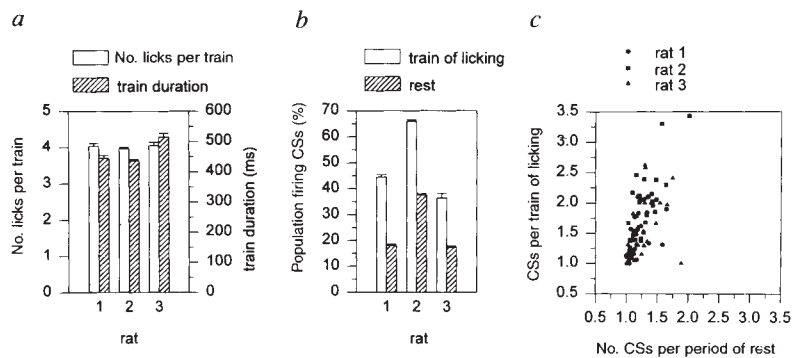 a
No. licks per train
train duration
5
4
3
2
1
0
No. licks per train
600
500
400
300
200
100
0
train duration (ms)
1 2 3
rat
b
train of licking
rest
70
60
50
40
30
20
10
0
Population firing CSs (%)
1 2 3
rat
c
rat 1
rat 2
rat 3
3.5
3.0
2.5
2.0
1.5
1.0
0.5
CSs per train of licking
0.5 1.0 1.5 2.0 2.5 3.0 3.5
No. CSs per period of rest